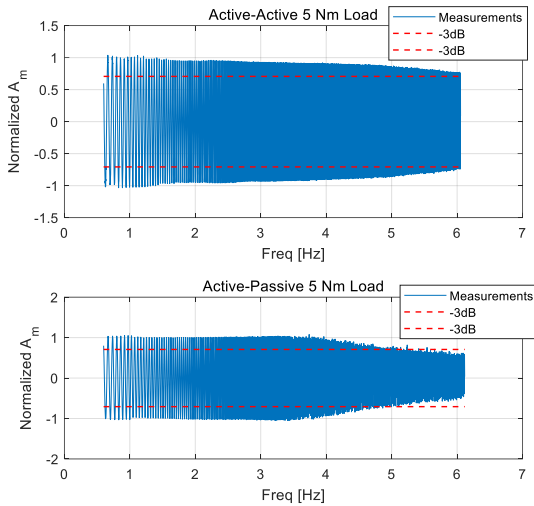 Active-Active 5 Nm Load
Measurements
-3dB
-3dB
1.5
1
0.5
0
-0.5
-1
-1.5
Normalized A_m
0 1 2 3 4 5 6 7
Freq [Hz]
Active-Passive 5 Nm Load
Measurements
-3dB
-3dB
2
1
0
-1
-2
Normalized A_m
0 1 2 3 4 5 6 7
Freq [Hz]